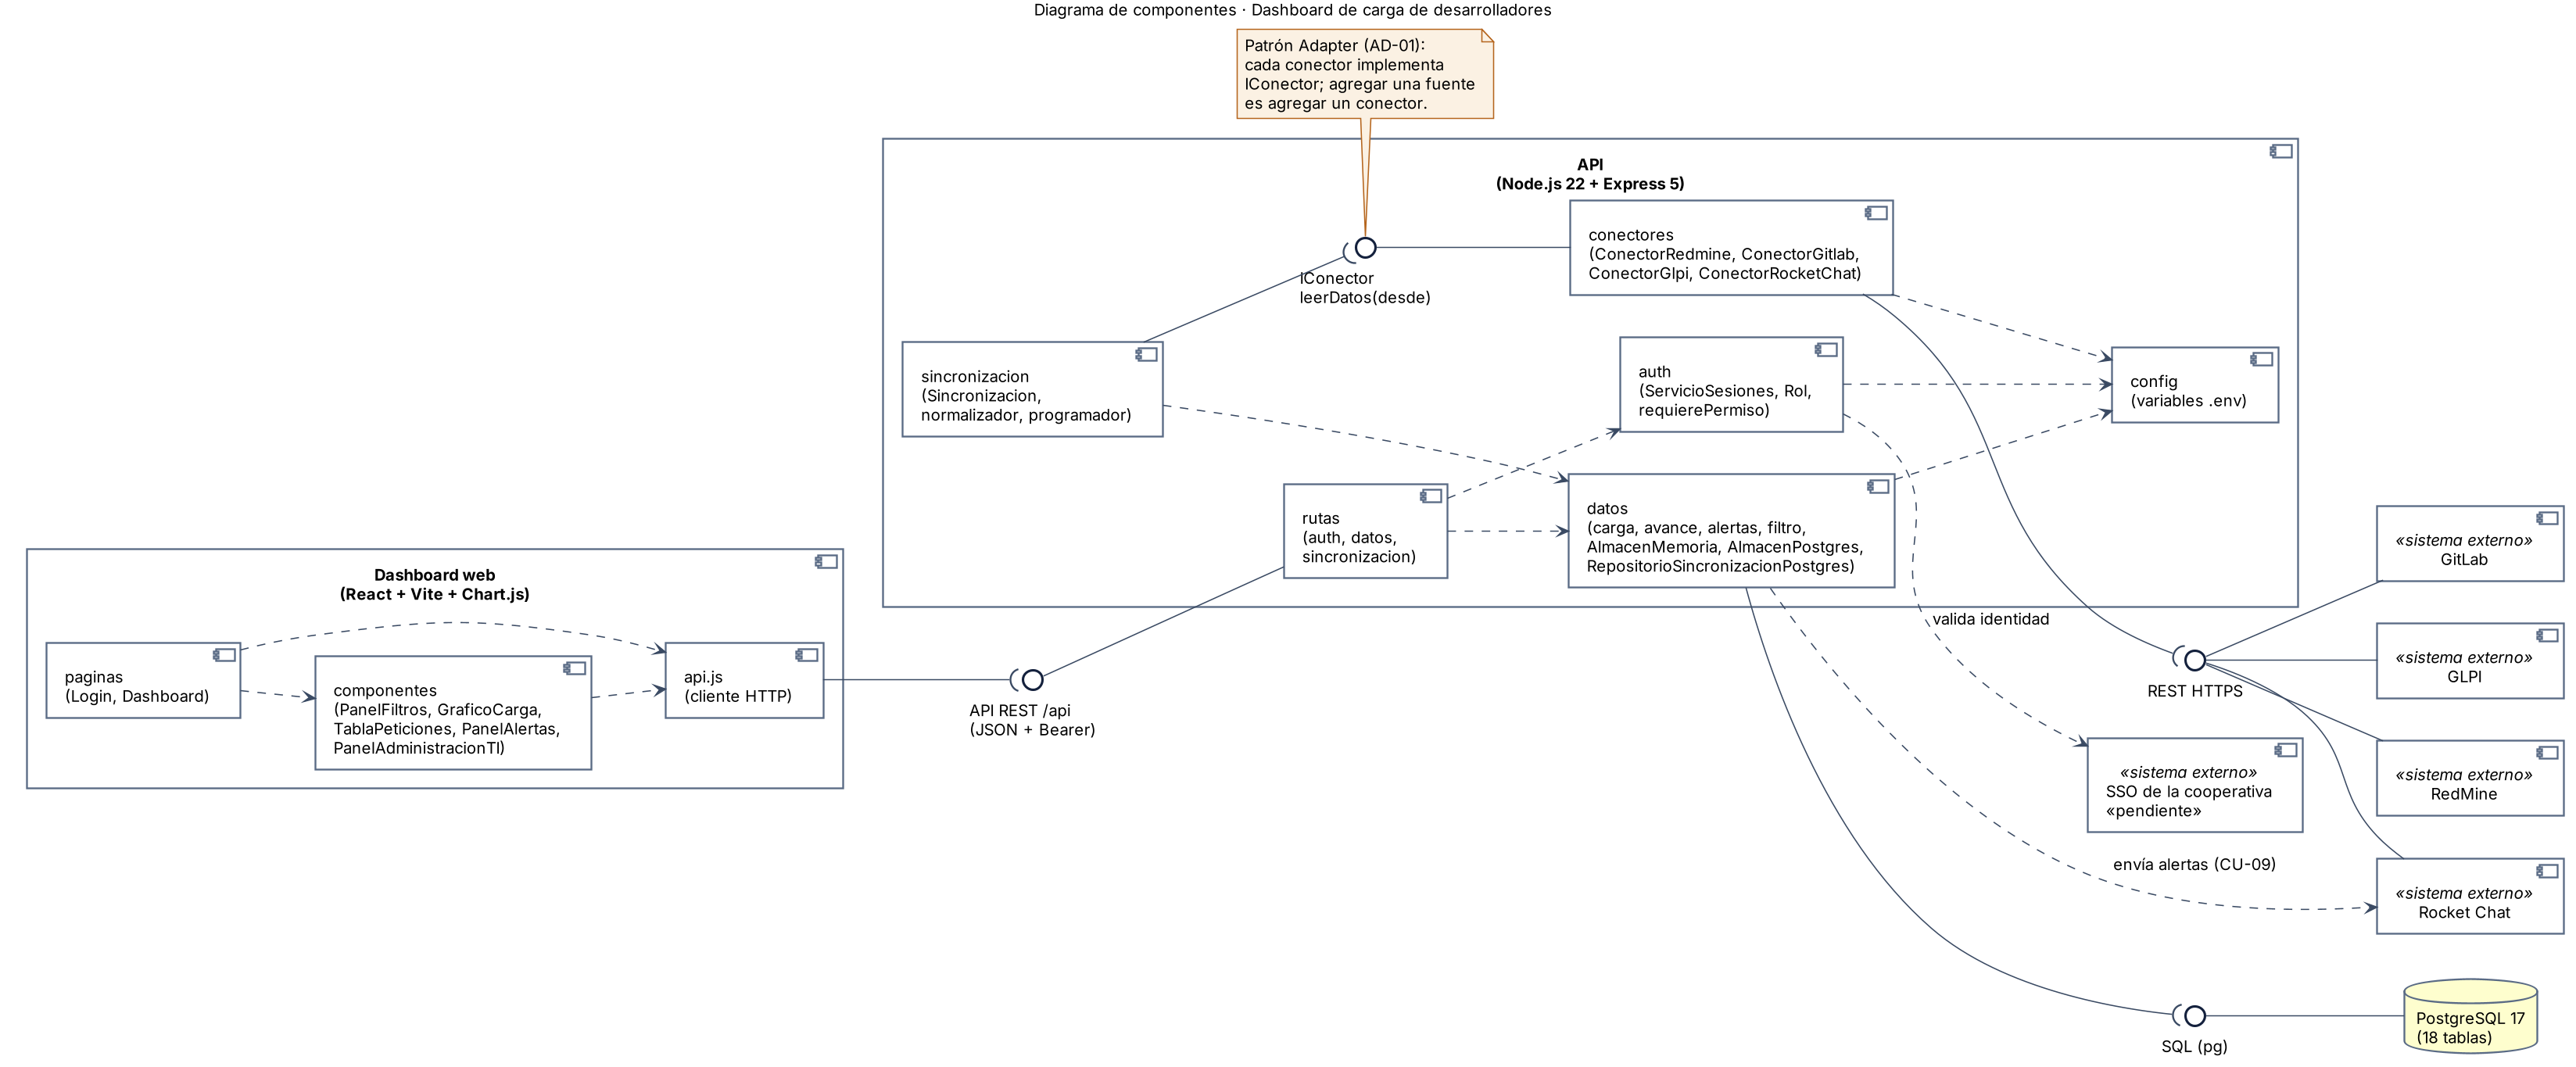 Diagrama de componentes · Dashboard de carga de desarrolladores
Patrón Adapter (AD-01):
cada conector implementa
IConector; agregar una fuente
es agregar un conector.
API
(Node.js 22 + Express 5)
conectores
(ConectorRedmine, ConectorGitlab,
ConectorGlpi, ConectorRocketChat)
IConector
leerDatos(desde)
sincronizacion
(Sincronizacion,
normalizador, programador)
auth
(ServicioSesiones, Rol,
requierePermiso)
config
(variables .env)
rutas
(auth, datos,
sincronizacion)
datos
(carga, avance, alertas, filtro,
AlmacenMemoria, AlmacenPostgres,
RepositorioSincronizacionPostgres)
Dashboard web
(React + Vite + Chart.js)
paginas
(Login, Dashboard)
componentes
(PanelFiltros, GraficoCarga,
TablaPeticiones, PanelAlertas,
PanelAdministracionTI)
api.js
(cliente HTTP)
API REST /api
(JSON + Bearer)
valida identidad
REST HTTPS
«sistema externo»
GitLab
«sistema externo»
GLPI
«sistema externo»
RedMine
«sistema externo»
SSO de la cooperativa
«pendiente»
envía alertas (CU-09)
«sistema externo»
Rocket Chat
SQL (pg)
PostgreSQL 17
(18 tablas)